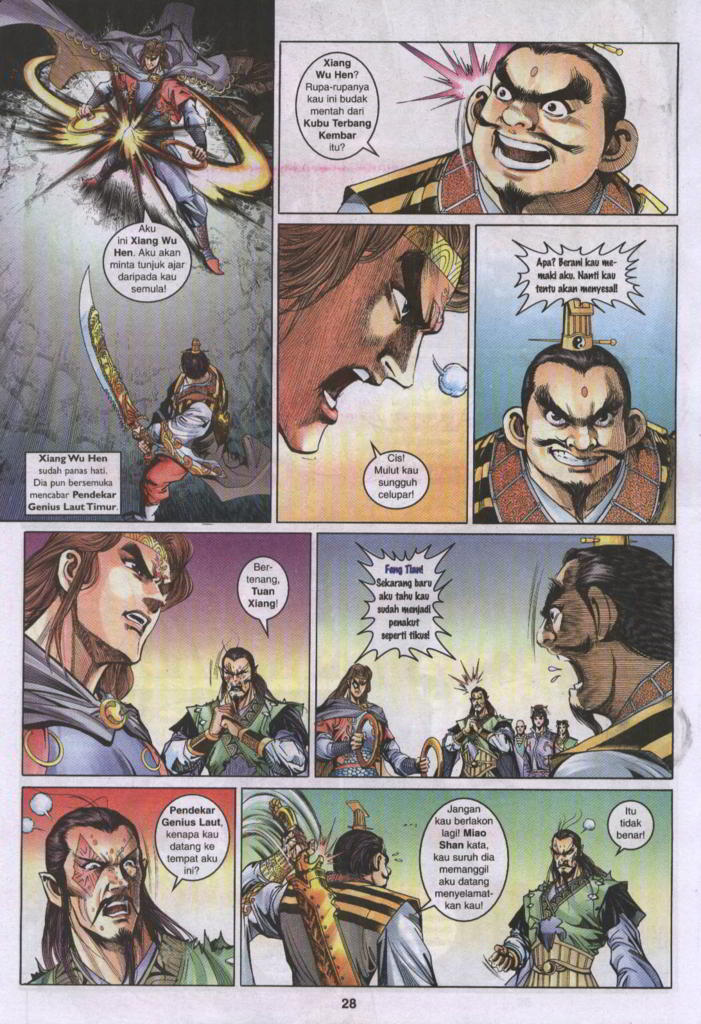 Aku
ini Xiang Wu
Hen. Aku akan
minta tunjuk ajar
daripada kau
semula!
Xiang Wu Hen
sudah panas hati.
Dia pun bersemuka
mencabar Pendekar
Genius Laut Timur.
Xiang
Wu Hen?
Rupa-rupanya
kau ini budak
mentah dari
Kubu Terbang
Kembar
itu?
Cis!
Mulut kau
sungguh
celupar!
Apa? Berani kau me-
maki aku. Nanti kau
tentu akan menyesal!
Ber-
tenang,
Tuan
Xiang!
Feng Tian!
Sekarang baru
aku tahu kau
sudah menjadi
penakut
seperti tikus!
Pendekar
Genius Laut,
kenapa kau
datang ke
tempat aku
ini?
Jangan
kau berlakon
lagi! Miao
Shan kata,
kau suruh dia
memanggil
aku datang
menyelamat-
kan kau!
Itu
tidak
benar!
28